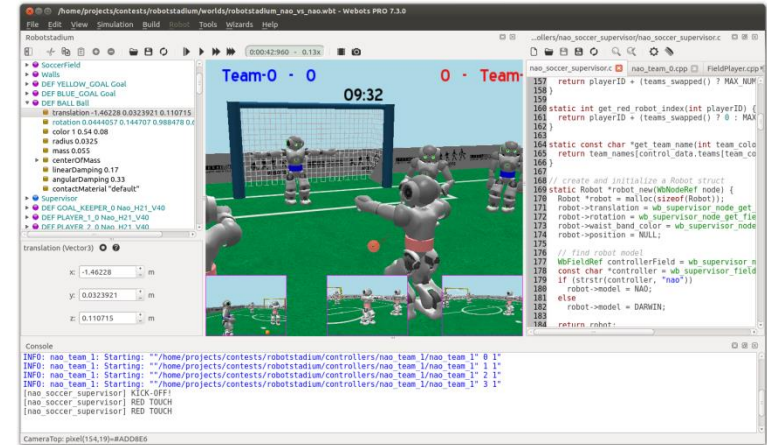 /home/projects/contests/robotstadium/worlds/robotstadium_nao_vs_nao.wbt - Webots PRO 7.3.0
File Edit View Simulation Build Robot Tools Wizards Help
Robotstadium
0:00:42:960 - 0.13x
SoccerField
Walls
DEF YELLOW_GOAL Goal
DEF BLUE_GOAL Goal
DEF BALL Ball
translation -1.46228 0.0323921 0.110715
rotation 0.0444057 0.144707 0.988478 0.6
color 1 0.54 0.08
radius 0.0325
mass 0.055
centerOfMass
linearDamping 0.17
angularDamping 0.33
contactMaterial "default"
Supervisor
DEF GOAL_KEEPER_0 Nao_H21_V40
DEF PLAYER_1_0 Nao_H21_V40
DEF PLAYER_2_0 Nao_H21_V40
translation (Vector3)
x: -1.46228 m
y: 0.0323921 m
z: 0.110715 m
Team-0 - 0
0 - Team-
09:32
...ollers/nao_soccer_supervisor/nao_soccer_supervisor.c
nao_soccer_supervisor.c nao_team_0.cpp FieldPlayer.cpp
157 return playerID + (teams_swapped ? MAX_NUM
158 }
159
160 static int get_red_robot_index(int playerID) {
161 return playerID + (teams_swapped ? 0 : MAX
162 }
163
164 static const char *get_team_name(int team_colo
165 return team_names[control_data.teams[team_co
166 }
167
168 // create and initialize a Robot struct
169 static Robot *robot_new(WbNodeRef node) {
170 Robot *robot = malloc(sizeof(Robot));
171 robot->translation = wb_supervisor_node_get_
172 robot->rotation = wb_supervisor_node_get_fie
173 robot->waist_band_color = wb_supervisor_node
174 robot->position = NULL;
175
176 // find robot model
177 WbFieldRef controllerField = wb_supervisor_n
178 const char *controller = wb_supervisor_field
179 if (strstr(controller, "nao"))
180 robot->model = NAO;
181 else
182 robot->model = DARWIN;
183
184 return robot;
Console
INFO: nao_team_1: Starting: ""/home/projects/contests/robotstadium/controllers/nao_team_1/nao_team_1" 0 1"
INFO: nao_team_1: Starting: ""/home/projects/contests/robotstadium/controllers/nao_team_1/nao_team_1" 1 1"
INFO: nao_team_1: Starting: ""/home/projects/contests/robotstadium/controllers/nao_team_1/nao_team_1" 2 1"
INFO: nao_team_1: Starting: ""/home/projects/contests/robotstadium/controllers/nao_team_1/nao_team_1" 3 1"
[nao_soccer_supervisor] KICK-OFF!
[nao_soccer_supervisor] RED TOUCH
[nao_soccer_supervisor] RED TOUCH
CameraTop: pixel(154,19)=#ADD8E6